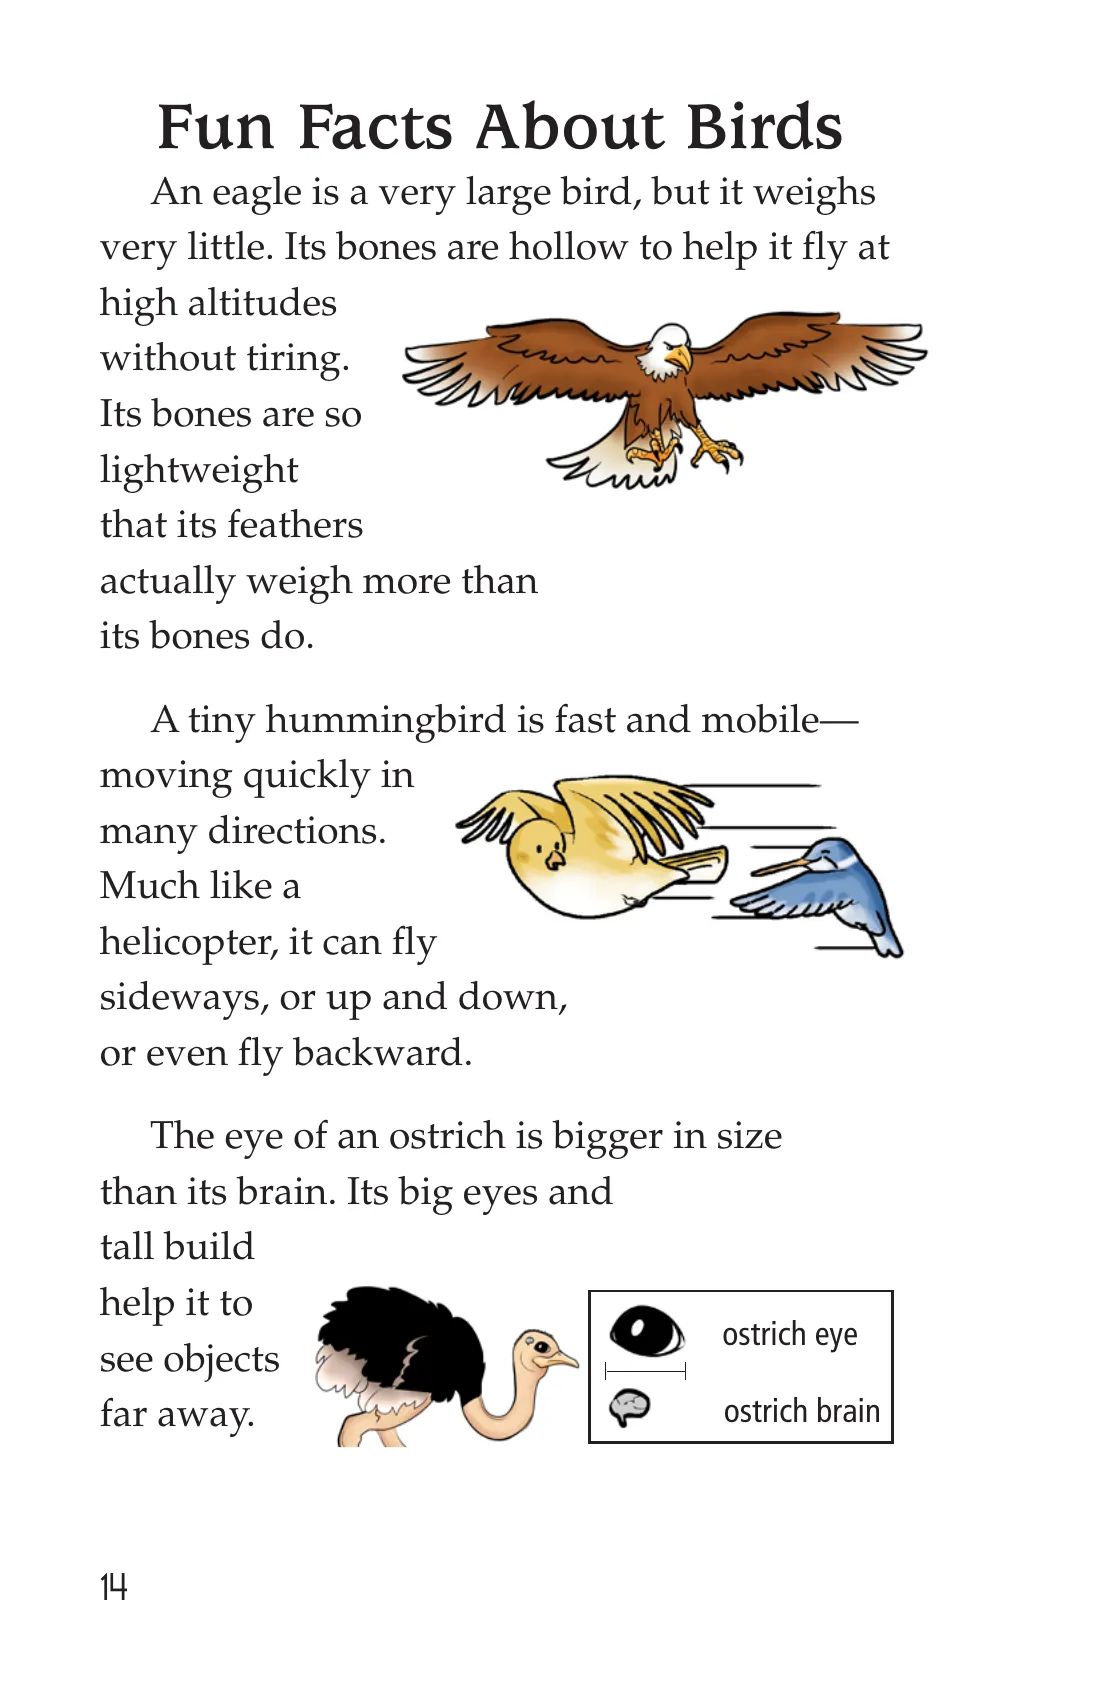 Fun Facts About Birds
An eagle is a very large bird, but it weighs
very little. Its bones are hollow to help it fly at
high altitudes
without tiring.
Its bones are so
lightweight
that its feathers
actually weigh more than
its bones do.
A tiny hummingbird is fast and mobile—
moving quickly in
many directions.
Much like a
helicopter, it can fly
sideways, or up and down,
or even fly backward.
The eye of an ostrich is bigger in size
than its brain. Its big eyes and
tall build
help it to
see objects
far away.
ostrich eye
ostrich brain
14